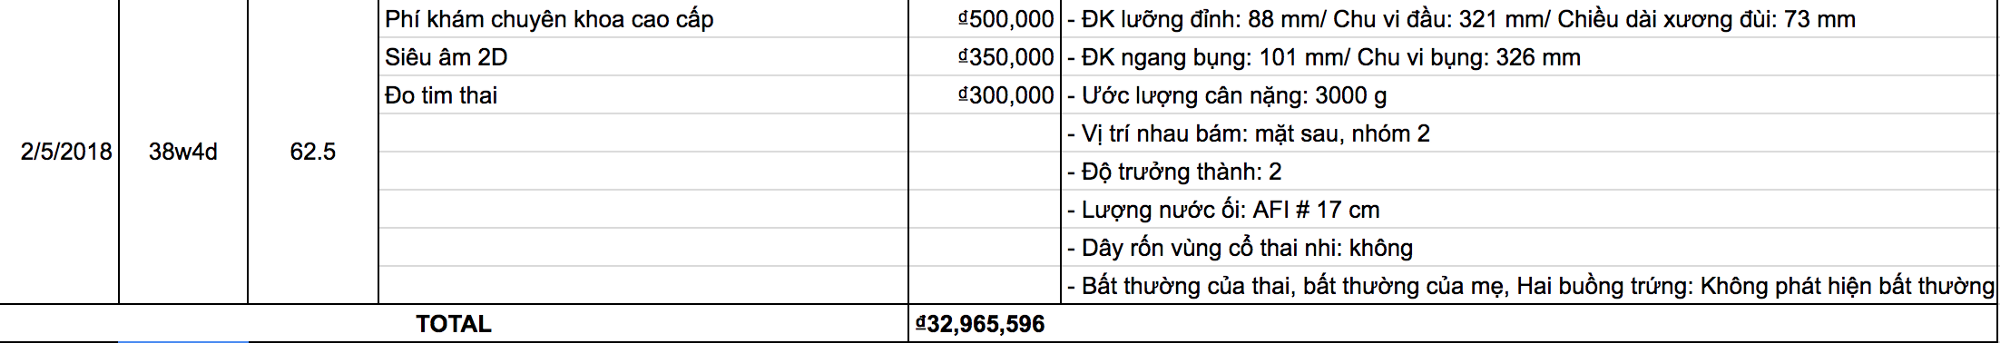 Phí khám chuyên khoa cao cấp ₫500,000 - ĐK lưỡng đỉnh: 88 mm/ Chu vi đầu: 321 mm/ Chiều dài xương đùi: 73 mm
Siêu âm 2D ₫350,000 - ĐK ngang bụng: 101 mm/ Chu vi bụng: 326 mm
Đo tim thai ₫300,000 - Ước lượng cân nặng: 3000 g
- Vị trí nhau bám: mặt sau, nhóm 2
2/5/2018 38w4d 62.5
- Độ trưởng thành: 2
- Lượng nước ối: AFI # 17 cm
- Dây rốn vùng cổ thai nhi: không
- Bất thường của thai, bất thường của mẹ, Hai buồng trứng: Không phát hiện bất thường
TOTAL ₫32,965,596